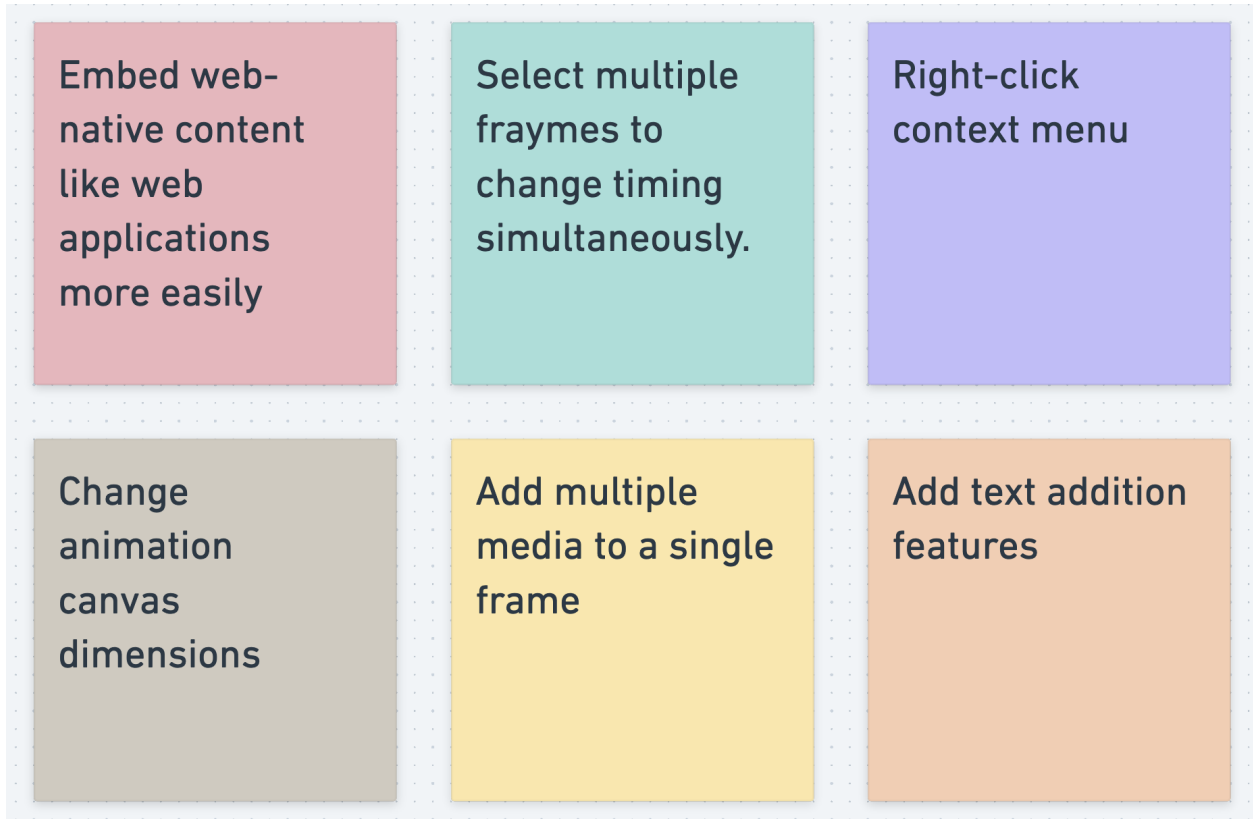 Embed web-
native content
like web
applications
more easily
Select multiple
fraymes to
change timing
simultaneously.
Right-click
context menu
Change
animation
canvas
dimensions
Add multiple
media to a single
frame
Add text addition
features